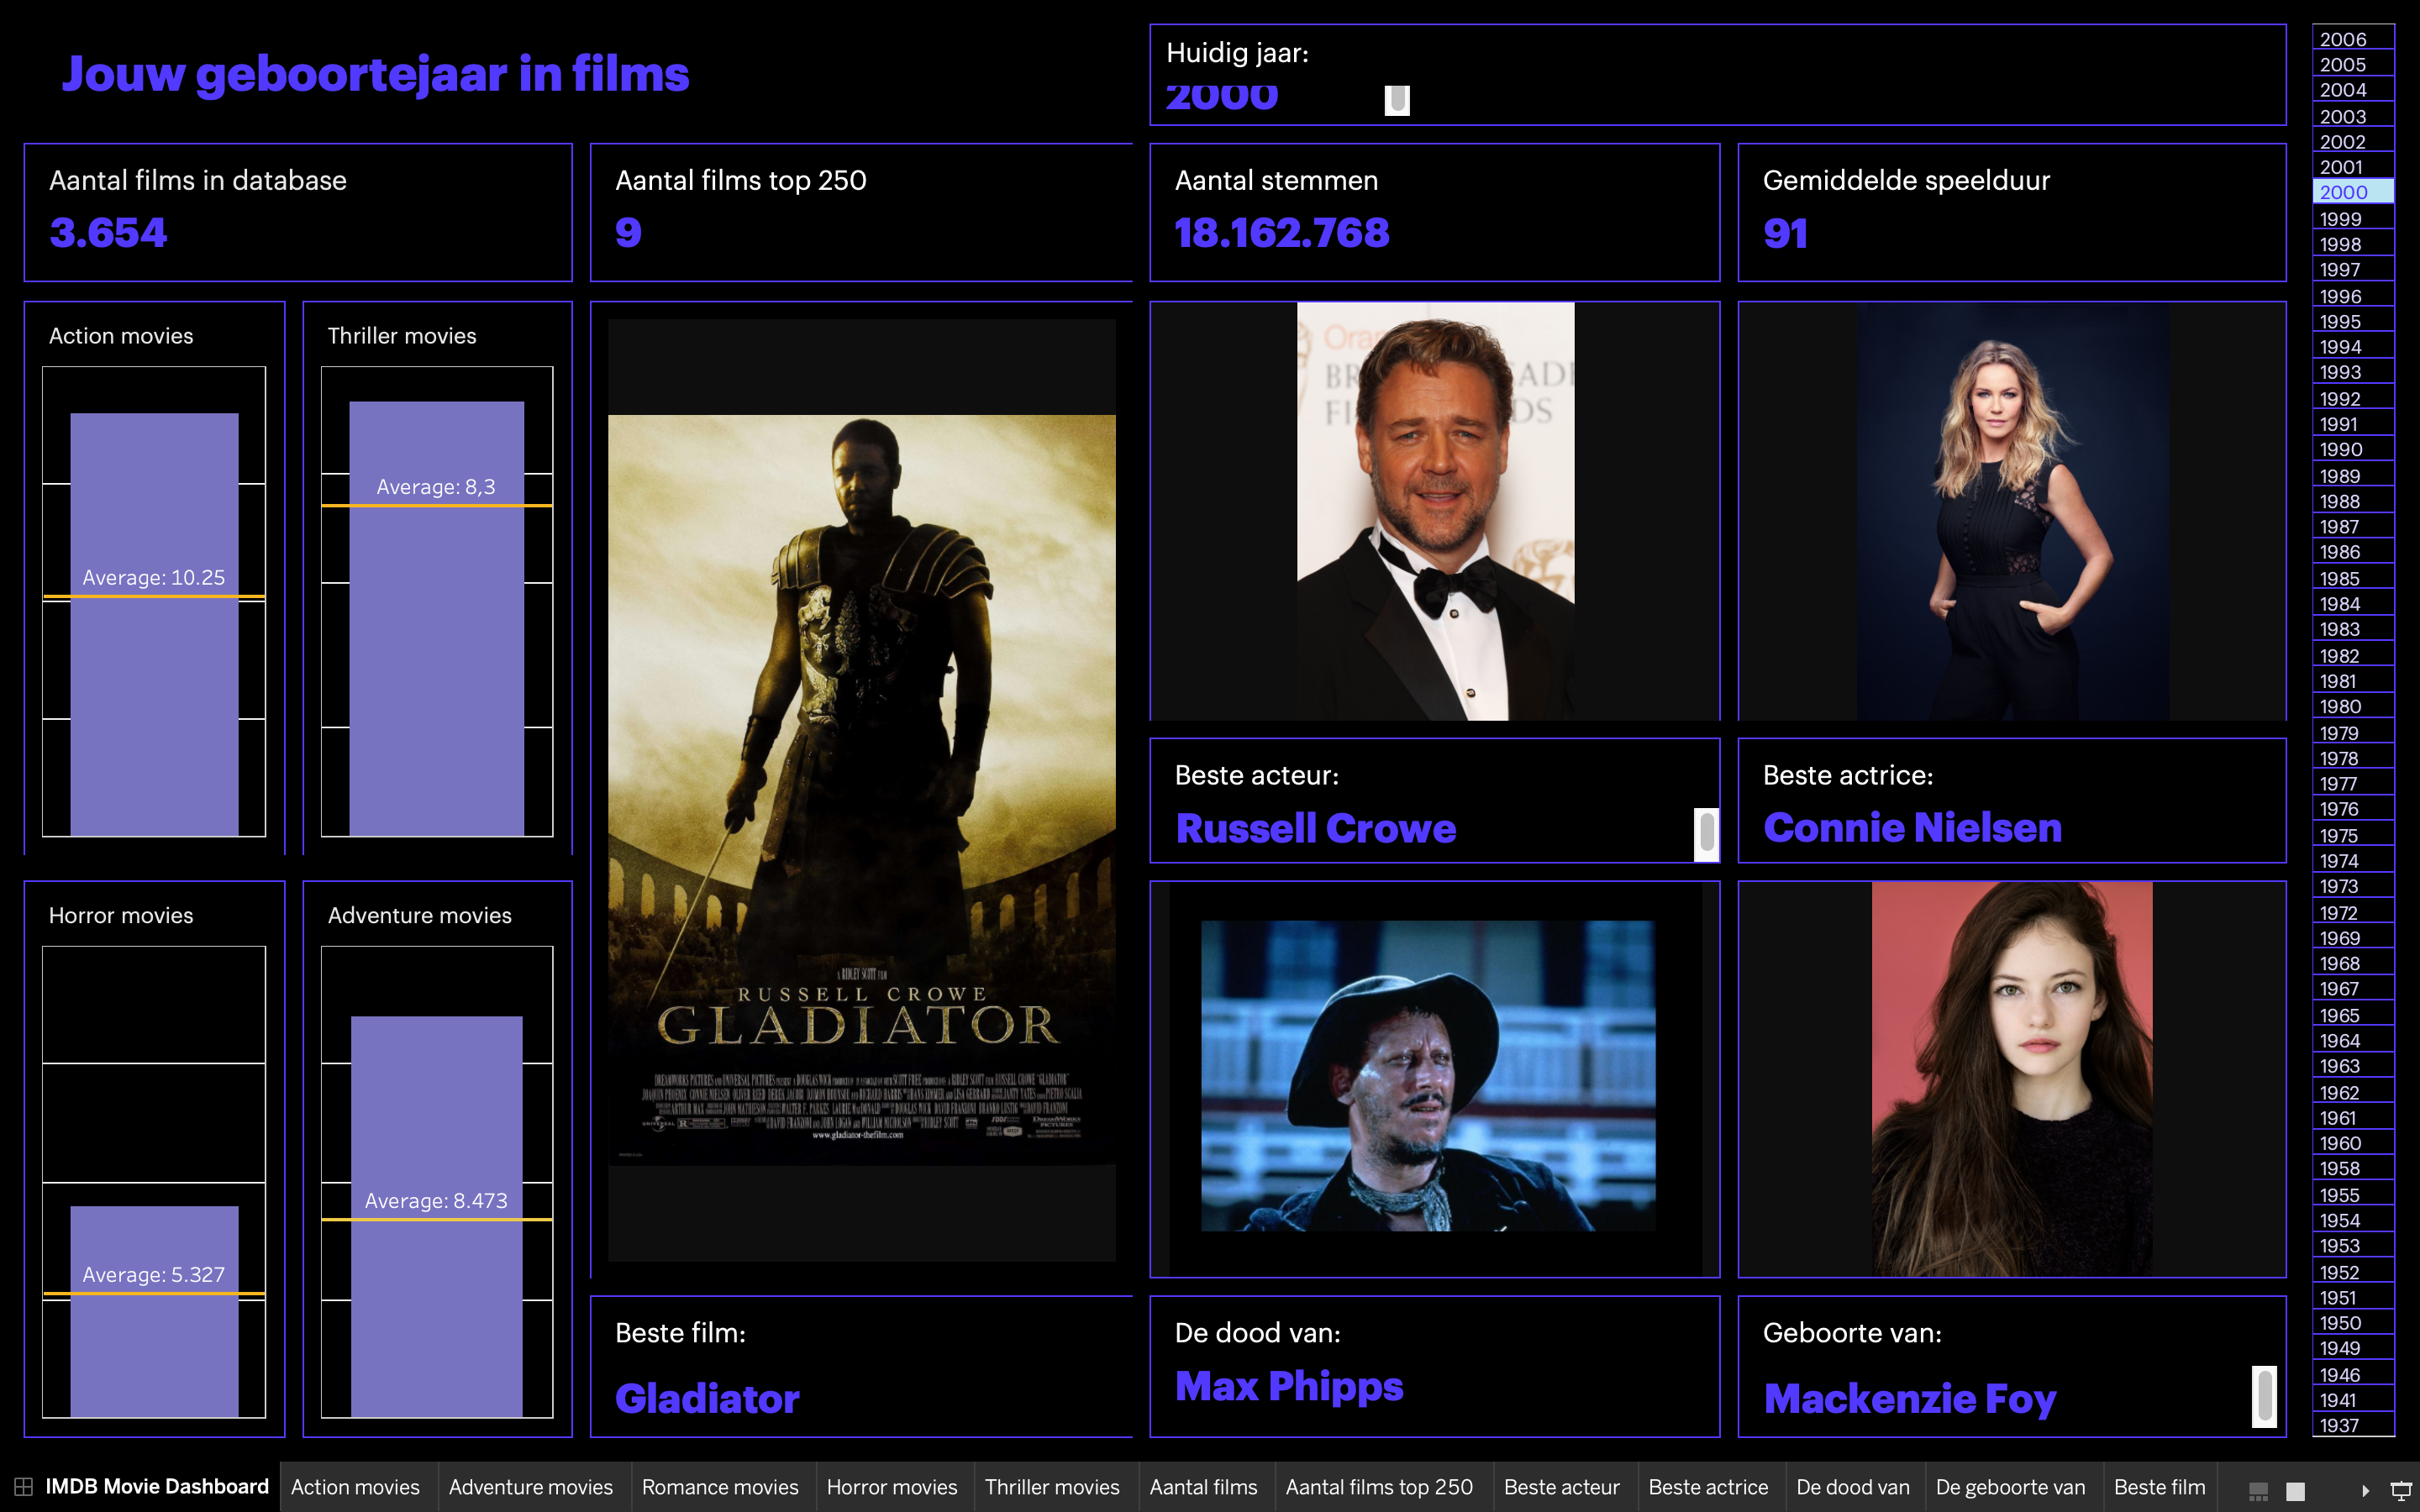 Jouw geboortejaar in films
Huidig jaar:
2000
Aantal films in database
3.654
Aantal films top 250
9
Aantal stemmen
18.162.768
Gemiddelde speelduur
91
Action movies
Average: 10.25
Thriller movies
Average: 8,3
Horror movies
Average: 5.327
Adventure movies
Average: 8.473
A RIDLEY SCOTT FILM
RUSSELL CROWE
GLADIATOR
www.gladiator-thefilm.com
Beste film:
Gladiator
Beste acteur:
Russell Crowe
Beste actrice:
Connie Nielsen
De dood van:
Max Phipps
Geboorte van:
Mackenzie Foy
2006
2005
2004
2003
2002
2001
2000
1999
1998
1997
1996
1995
1994
1993
1992
1991
1990
1989
1988
1987
1986
1985
1984
1983
1982
1981
1980
1979
1978
1977
1976
1975
1974
1973
1972
1969
1968
1967
1965
1964
1963
1962
1961
1960
1958
1955
1954
1953
1952
1951
1950
1949
1946
1941
1937
IMDB Movie Dashboard
Action movies
Adventure movies
Romance movies
Horror movies
Thriller movies
Aantal films
Aantal films top 250
Beste acteur
Beste actrice
De dood van
De geboorte van
Beste film